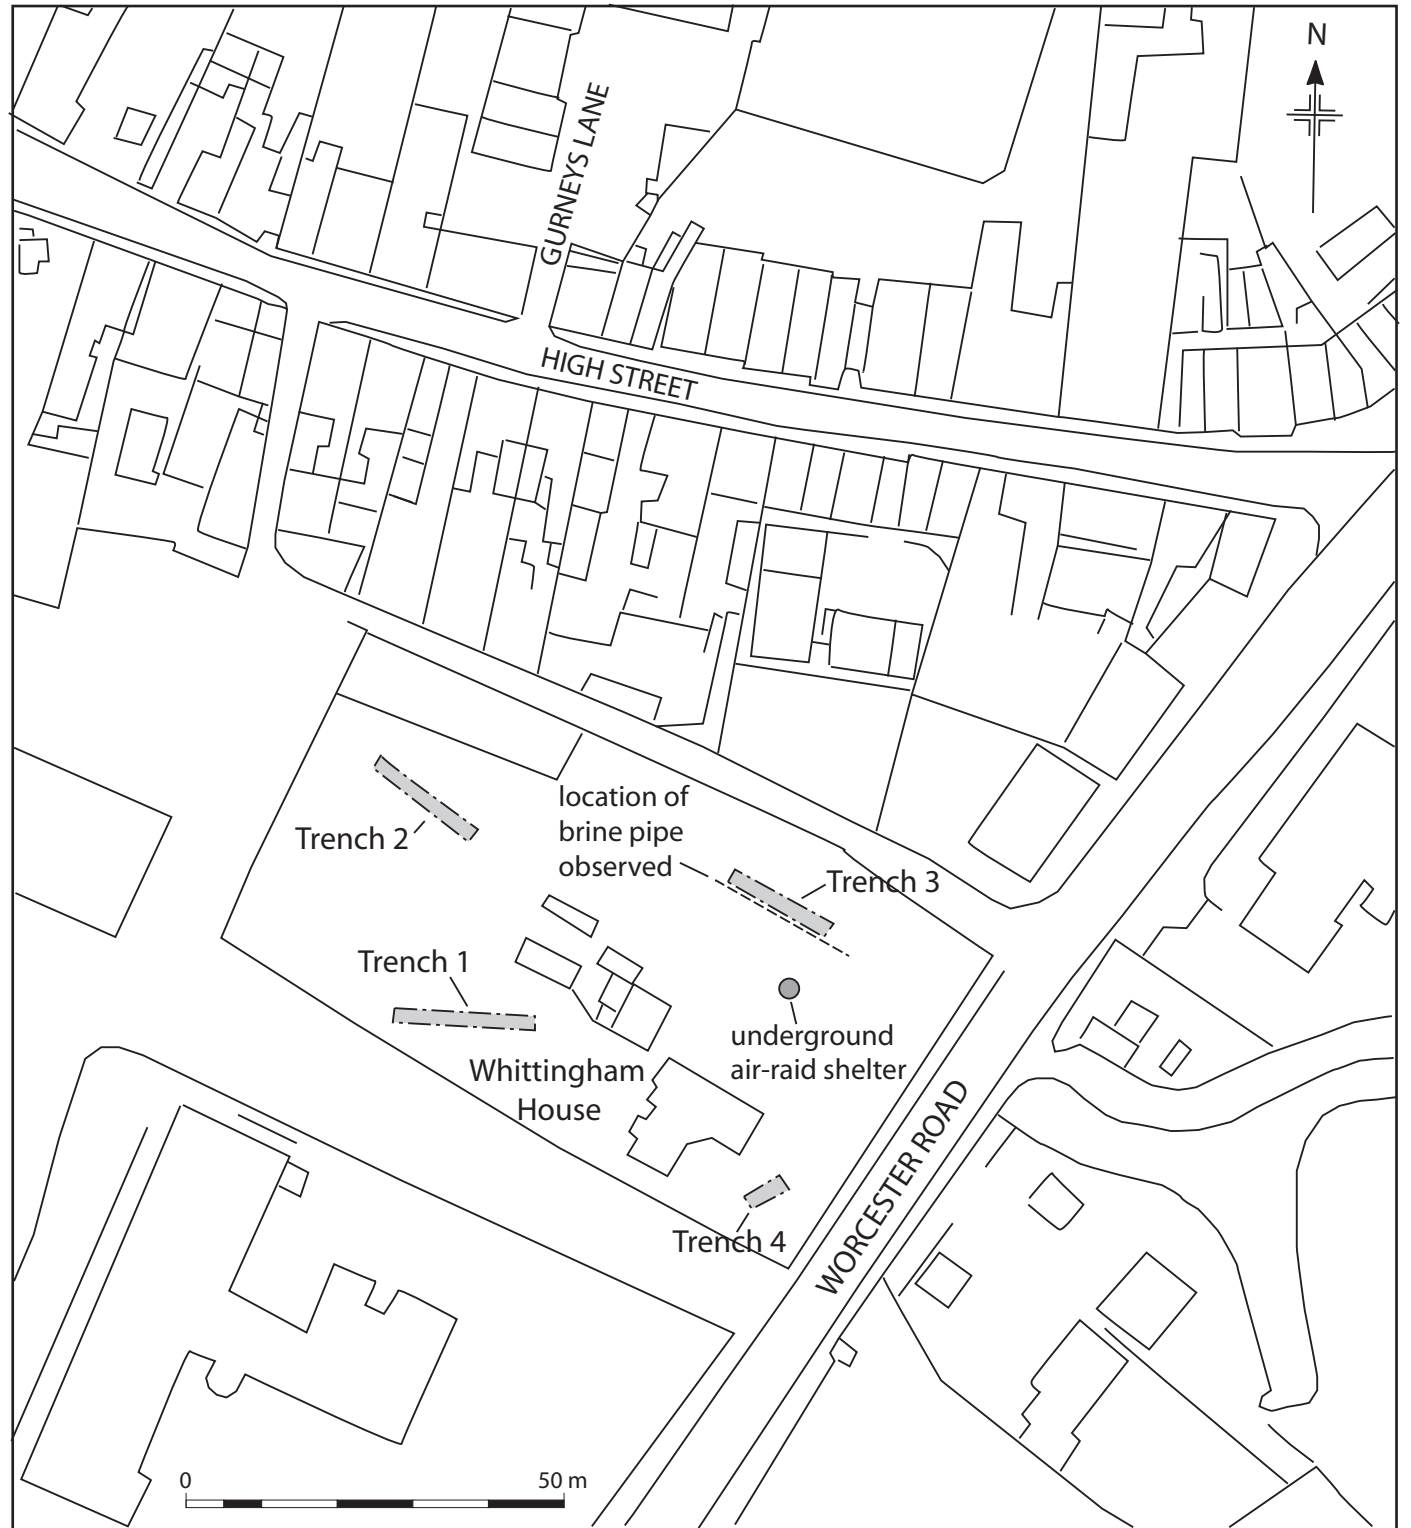 N
GURNEYS LANE
HIGH STREET
location of
brine pipe
observed
Trench 2
Trench 3
Trench 1
underground
air-raid shelter
Whittingham
House
WORCESTER ROAD
Trench 4
0
50 m